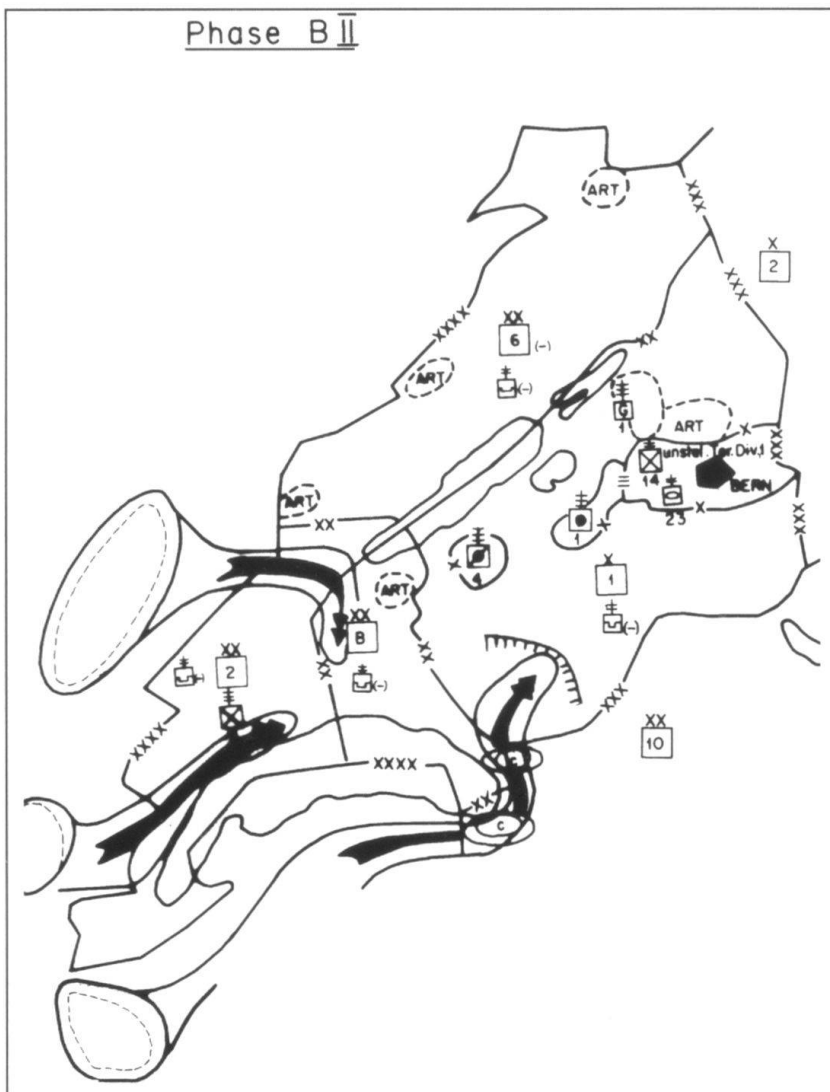 Phase B II
ART
XXX
X
2
XXX
XXXX
XX
6
(-)
XX
(-)
ART
G
1
ART
X
XXX
unstel. Ter. Div. 1
14
BERN
23
X
ART
XX
1
X
XXX
4
X
X
1
ART
(-)
XX
8
XX
2
XX
XX
(-)
(-)
XXX
XX
10
XXXX
XXXX
XX
C
C